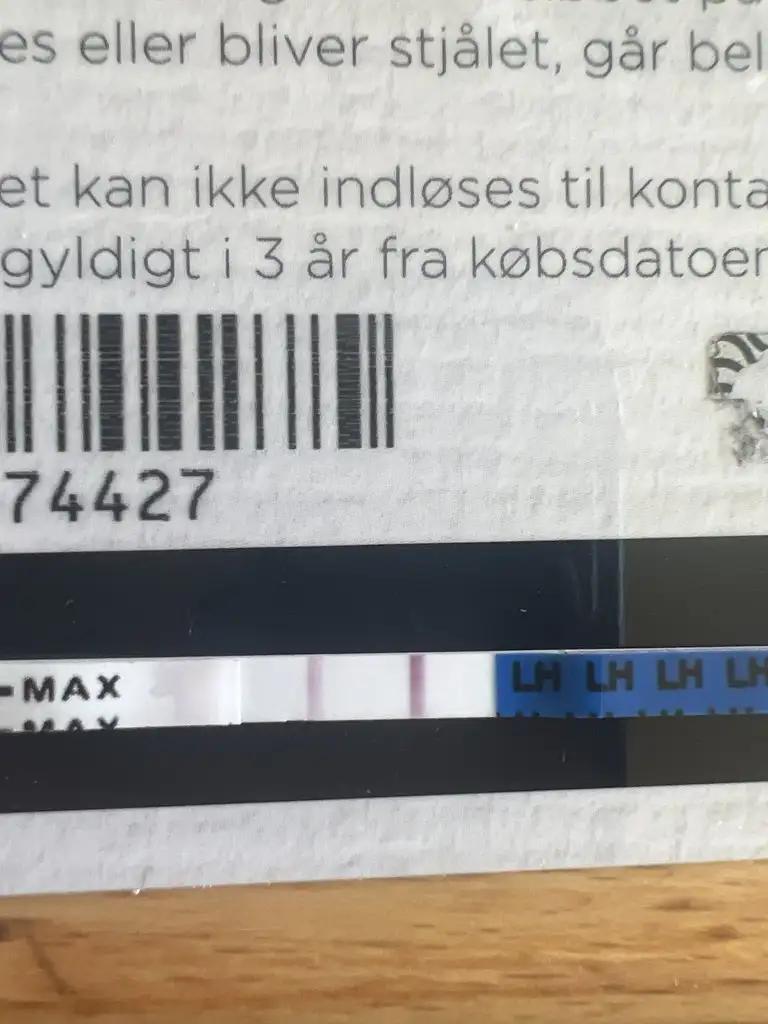 es eller bliver stjålet, går bel
et kan ikke indløses til konta
gyldigt i 3 år fra købsdatoen
74427
-MAX
LH LH LH LH